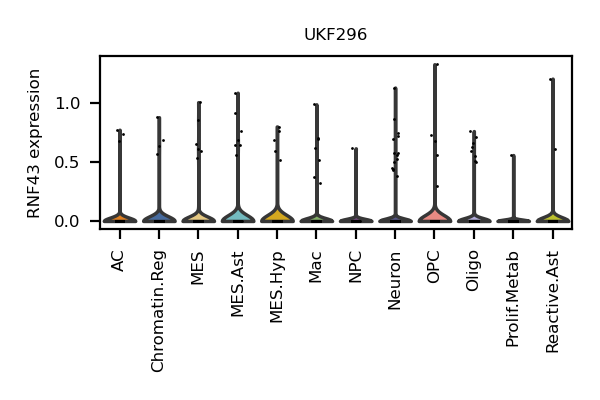 UKF296
RNF43 expression
1.0
0.5
0.0
AC
Chromatin.Reg
MES
MES.Ast
MES.Hyp
Mac
NPC
Neuron
OPC
Oligo
Prolif.Metab
Reactive.Ast